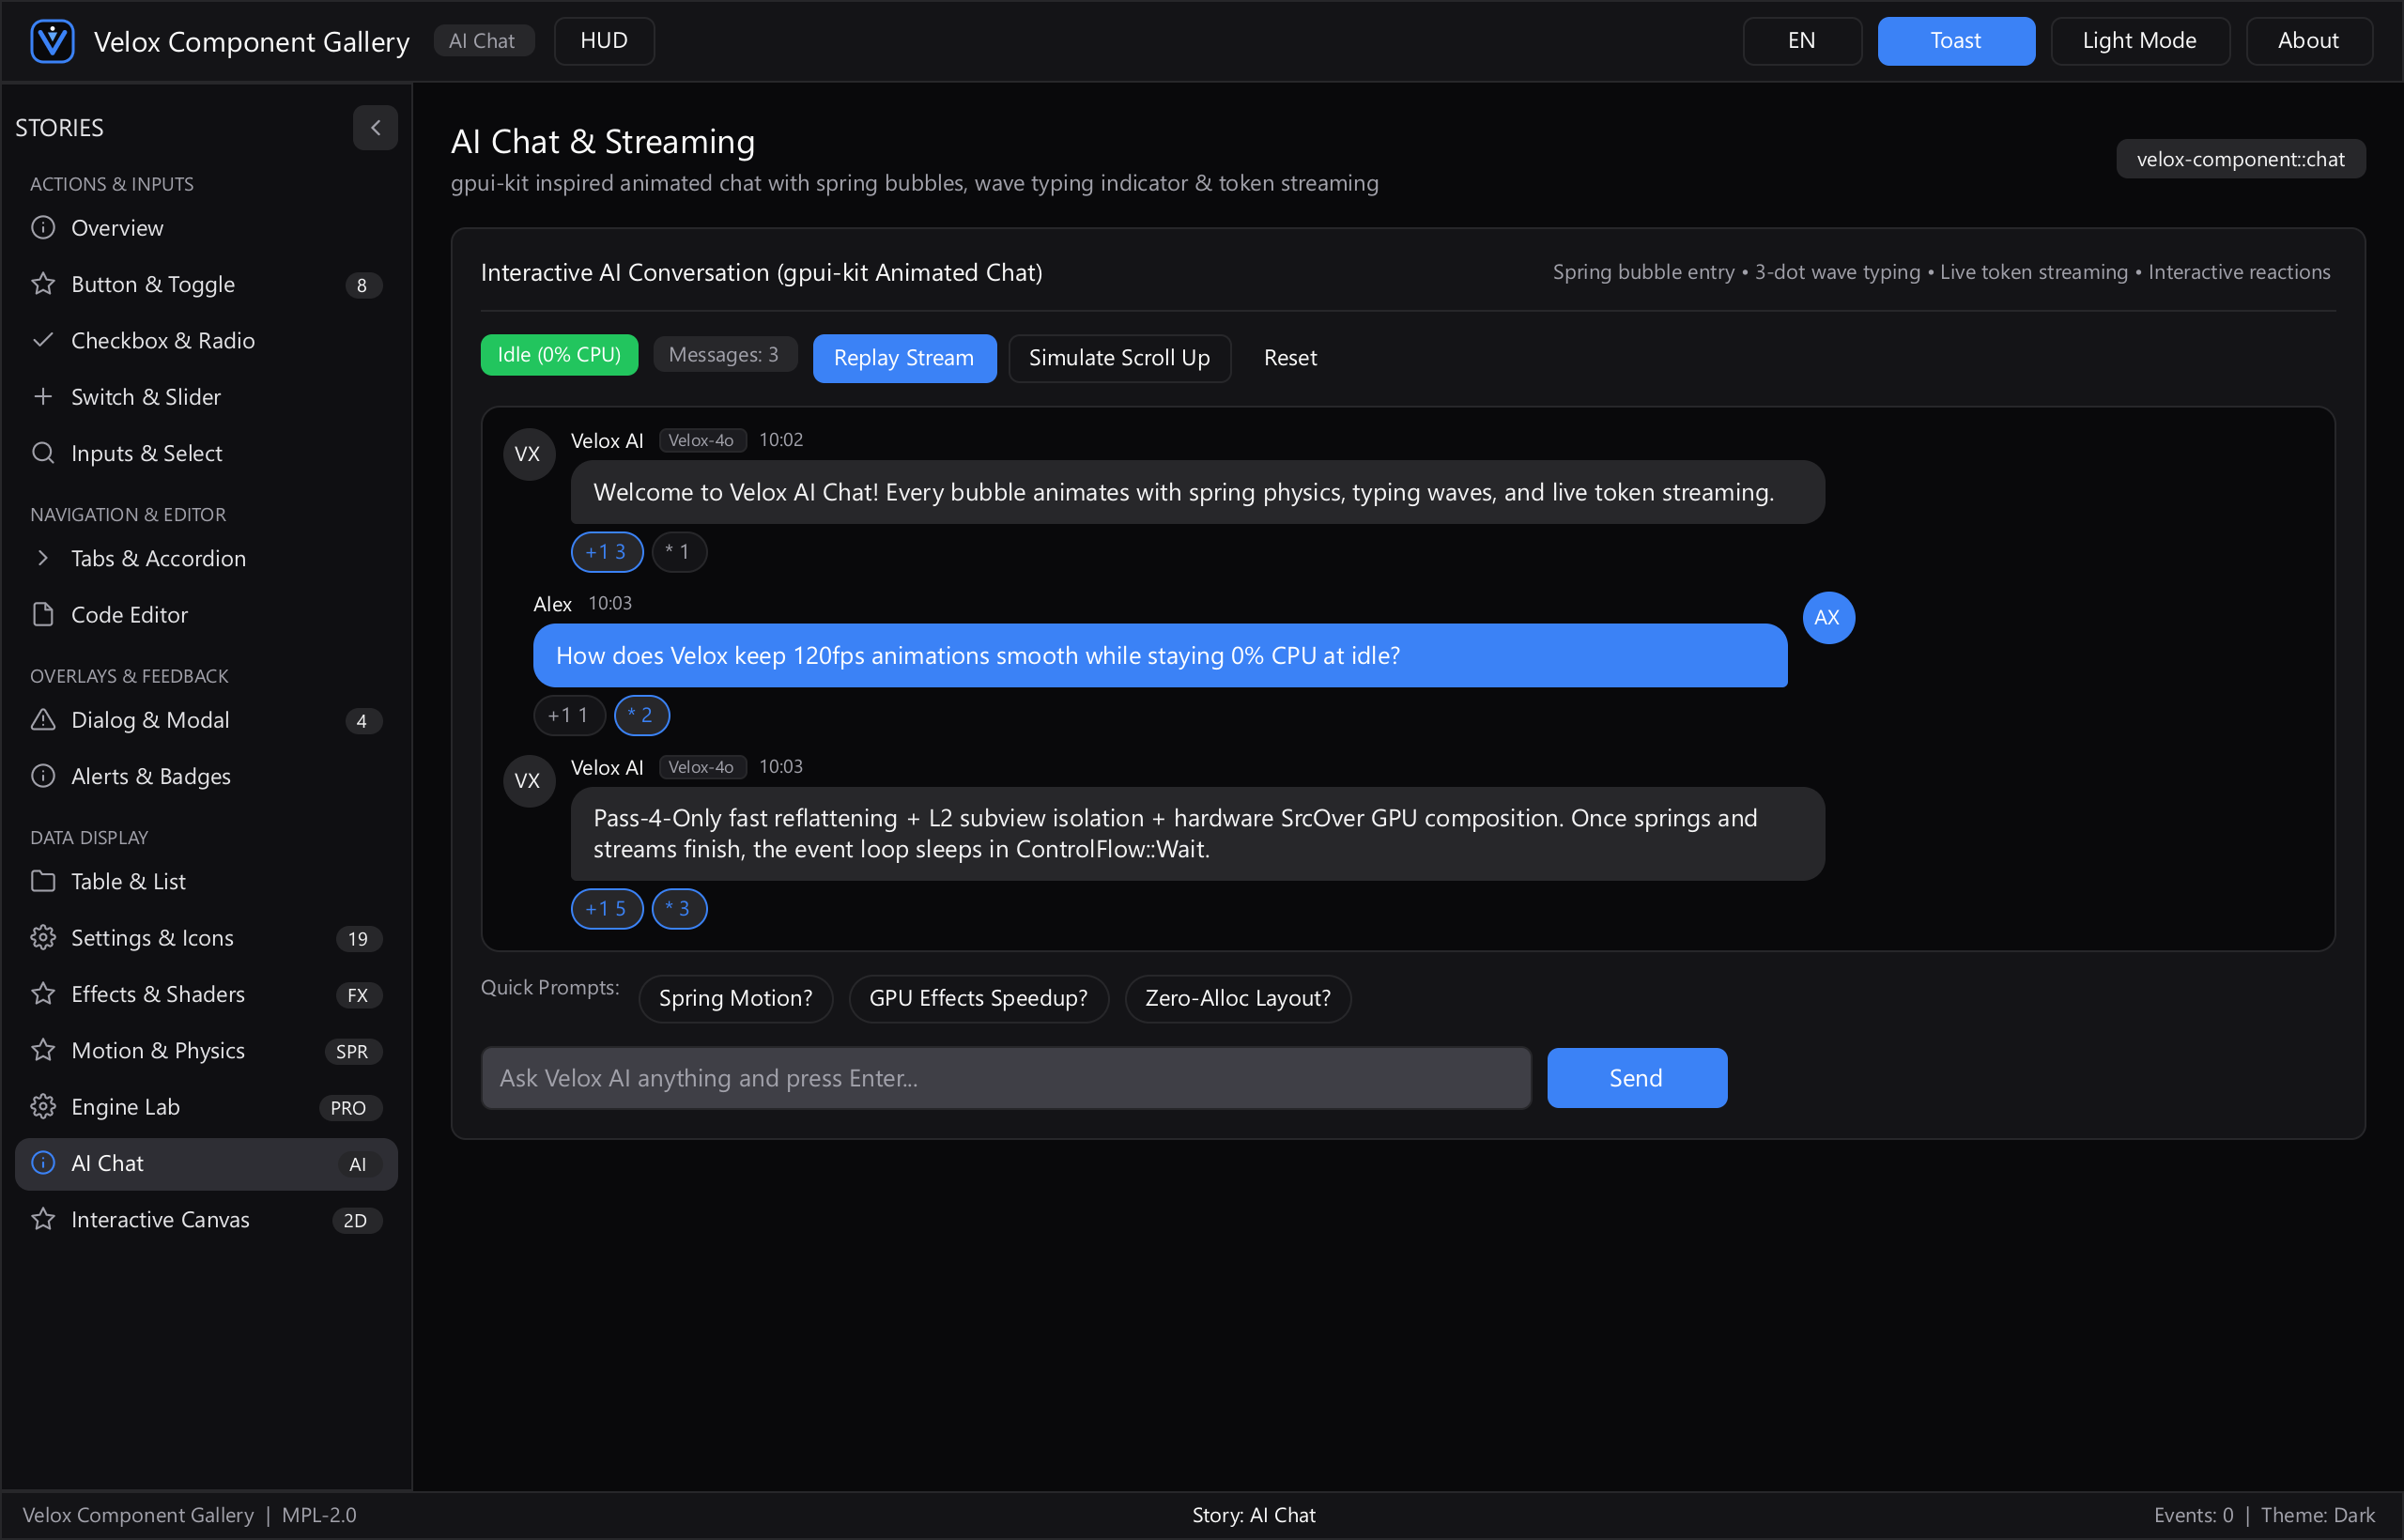 Velox Component Gallery AI Chat HUD EN Toast Light Mode About
STORIES
ACTIONS & INPUTS
Overview
Button & Toggle 8
Checkbox & Radio
Switch & Slider
Inputs & Select
NAVIGATION & EDITOR
Tabs & Accordion
Code Editor
OVERLAYS & FEEDBACK
Dialog & Modal 4
Alerts & Badges
DATA DISPLAY
Table & List
Settings & Icons 19
Effects & Shaders FX
Motion & Physics SPR
Engine Lab PRO
AI Chat AI
Interactive Canvas 2D
AI Chat & Streaming
gpui-kit inspired animated chat with spring bubbles, wave typing indicator & token streaming
velox-component::chat
Interactive AI Conversation (gpui-kit Animated Chat)
Spring bubble entry • 3-dot wave typing • Live token streaming • Interactive reactions
Idle (0% CPU) Messages: 3 Replay Stream Simulate Scroll Up Reset
VX Velox AI Velox-4o 10:02
Welcome to Velox AI Chat! Every bubble animates with spring physics, typing waves, and live token streaming.
+1 3 * 1
Alex 10:03
AX
How does Velox keep 120fps animations smooth while staying 0% CPU at idle?
+1 1 * 2
VX Velox AI Velox-4o 10:03
Pass-4-Only fast reflattening + L2 subview isolation + hardware SrcOver GPU composition. Once springs and
streams finish, the event loop sleeps in ControlFlow::Wait.
+1 5 * 3
Quick Prompts: Spring Motion? GPU Effects Speedup? Zero-Alloc Layout?
Ask Velox AI anything and press Enter... Send
Velox Component Gallery | MPL-2.0
Story: AI Chat
Events: 0 | Theme: Dark